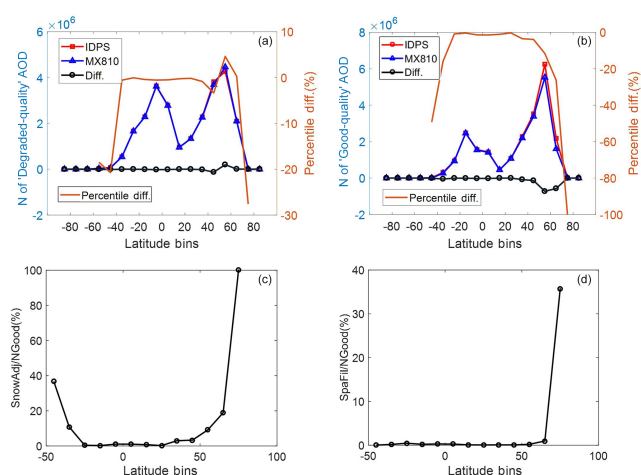 × 10⁶
(a)
IDPS
MX810
Diff.
N of 'Degraded-quality' AOD
6
4
2
0
-2
10
0
-10
-20
-30
Percentile diff.(%)
Percentile diff.
-80 -60 -40 -20 0 20 40 60 80
Latitude bins
× 10⁶
(b)
IDPS
MX810
Diff.
N of 'Good-quality' AOD
8
6
4
2
0
-2
0
-20
-40
-60
-80
-100
Percentile diff.(%)
Percentile diff.
-80 -60 -40 -20 0 20 40 60 80
Latitude bins
(c)
SnowAdj/NGood(%)
100
80
60
40
20
0
-50 0 50 100
Latitude bins
(d)
SpaFil/NGood(%)
40
30
20
10
0
-50 0 50 100
Latitude bins